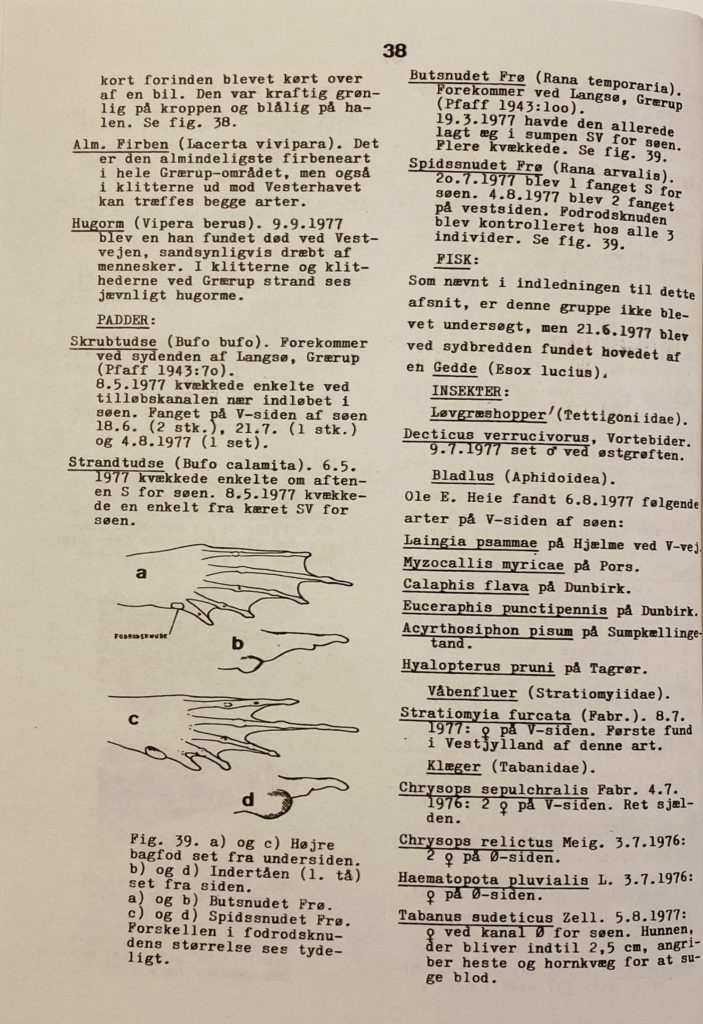 38
kort forinden blevet kørt over
af en bil. Den var kraftig grøn-
lig på kroppen og blålig på ha-
len. Se fig. 38.
Alm. Firben (Lacerta vivipara). Det
er den almindeligste firbeneart
i hele Grærup-området, men også
i klitterne ud mod Vesterhavet
kan træffes begge arter.
Hugorm (Vipera berus). 9.9.1977
blev en han fundet død ved Vest-
vejen, sandsynligvis dræbt af
mennesker. I klitterne og klit-
hederne ved Grærup strand ses
jævnligt hugorme.
PADDER:
Skrubtudse (Bufo bufo). Forekommer
ved sydenden af Langsø, Grærup
(Pfaff 1943:7o).
8.5.1977 kvækkede enkelte ved
tilløbskanalen nær indløbet i
søen. Fanget på V-siden af søen
18.6. (2 stk.), 21.7. (1 stk.)
og 4.8.1977 (1 set).
Strandtudse (Bufo calamita). 6.5.
1977 kvækkede enkelte om aften-
en S for søen. 8.5.1977 kvække-
de en enkelt fra kæret SV for
søen.
a
FODRODSKNUDE
b
c
d
Fig. 39. a) og c) Højre
bagfod set fra undersiden.
b) og d) Indertåen (1. tå)
set fra siden.
a) og b) Butsnudet Frø.
c) og d) Spidssnudet Frø.
Forskellen i fodrodsknu-
dens størrelse ses tyde-
ligt.
Butsnudet Frø (Rana temporaria).
Forekommer ved Langsø, Grærup
(Pfaff 1943:1oo).
19.3.1977 havde den allerede
lagt æg i sumpen SV for søen.
Flere kvækkede. Se fig. 39.
Spidssnudet Frø (Rana arvalis).
2o.7.1977 blev 1 fanget S for
søen. 4.8.1977 blev 2 fanget
på vestsiden. Fodrodsknuden
blev kontrolleret hos alle 3
individer. Se fig. 39.
FISK:
Som nævnt i indledningen til dette
afsnit, er denne gruppe ikke ble-
vet undersøgt, men 21.6.1977 blev
ved sydbredden fundet hovedet af
en Gedde (Esox lucius).
INSEKTER:
Løvgræshopper (Tettigoniidae).
Decticus verrucivorus, Vortebider.
9.7.1977 set ♂ ved østgrøften.
Bladlus (Aphidoidea).
Ole E. Heie fandt 6.8.1977 følgende
arter på V-siden af søen:
Laingia psammae på Hjælme ved V-vej.
Myzocallis myricae på Pors.
Calaphis flava på Dunbirk.
Euceraphis punctipennis på Dunbirk.
Acyrthosiphon pisum på Sumpkællinge-
tand.
Hyalopterus pruni på Tagrør.
Våbenfluer (Stratiomyiidae).
Stratiomyia furcata (Fabr.). 8.7.
1977: ♀ på V-siden. Første fund
i Vestjylland af denne art.
Klæger (Tabanidae).
Chrysops sepulchralis Fabr. 4.7.
1976: 2 ♀ på V-siden. Ret sjæl-
den.
Chrysops relictus Meig. 3.7.1976:
2 ♀ på Ø-siden.
Haematopota pluvialis L. 3.7.1976:
♀ på Ø-siden.
Tabanus sudeticus Zell. 5.8.1977:
♀ ved kanal Ø for søen. Hunnen,
der bliver indtil 2,5 cm, angri-
ber heste og hornkvæg for at su-
ge blod.